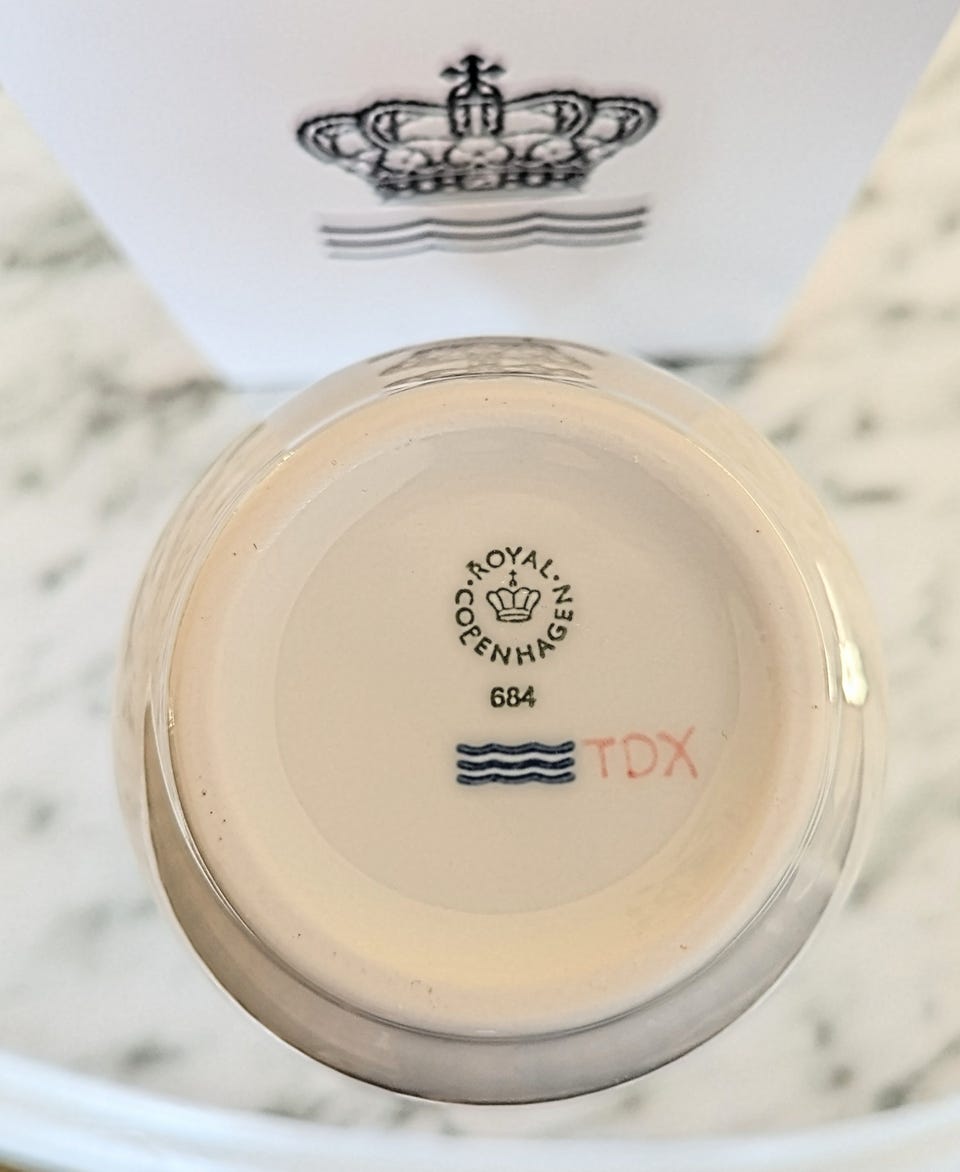 ROYAL · COPENHAGEN ·
684
TDX